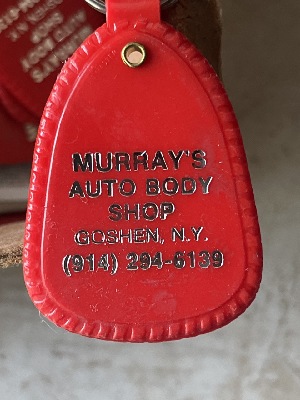 MURRAY'S
AUTO BODY
SHOP
GOSHEN, N.Y.
(914) 294-6139